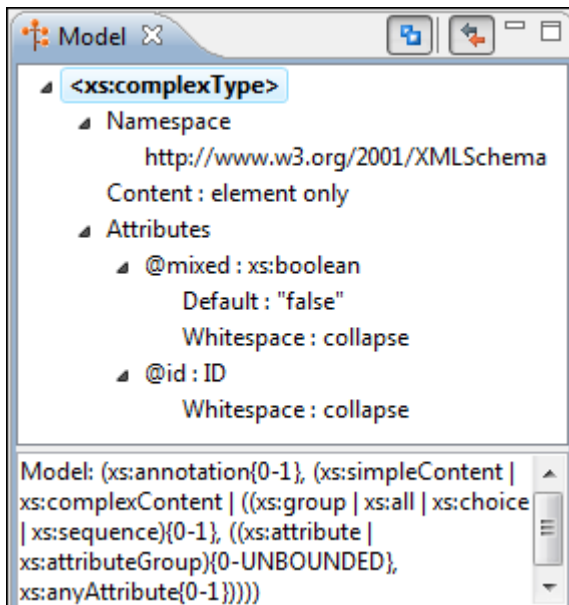 Model
<xs:complexType>
Namespace
http://www.w3.org/2001/XMLSchema
Content : element only
Attributes
@mixed : xs:boolean
Default : "false"
Whitespace : collapse
@id : ID
Whitespace : collapse
Model: (xs:annotation{0-1}, (xs:simpleContent |
xs:complexContent | ((xs:group | xs:all | xs:choice
| xs:sequence){0-1}, ((xs:attribute |
xs:attributeGroup){0-UNBOUNDED},
xs:anyAttribute{0-1}))))